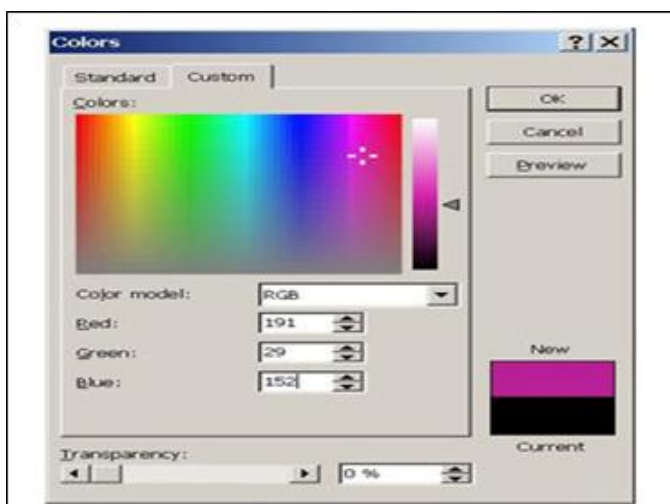 Colors
Standard Custom
Colors:
OK
Cancel
Preview
Color model: RGB
Red: 191
Green: 29
Blue: 152
New
Current
Transparency:
0 %